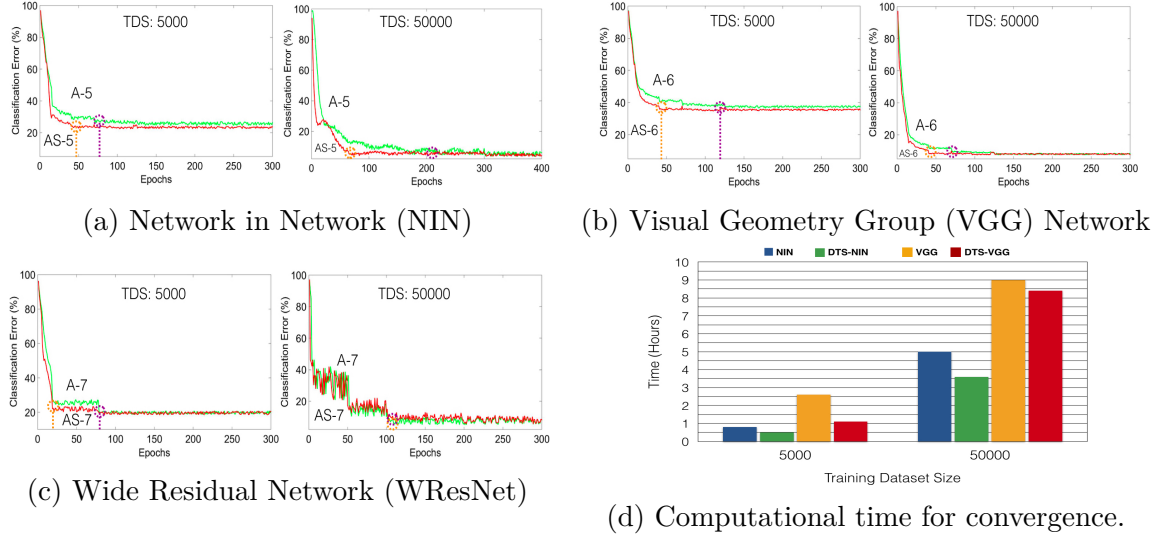 TDS: 5000
Classification Error (%)
100
80
60
40
20
A-5
AS-5
0 50 100 150 200 250 300
Epochs
TDS: 50000
Classification Error (%)
100
80
60
40
20
A-5
AS-5
0 50 100 150 200 250 300 400
Epochs
(a) Network in Network (NIN)
TDS: 5000
Classification Error (%)
100
80
60
40
20
A-6
AS-6
0 50 100 150 200 250 300
Epochs
TDS: 50000
Classification Error (%)
100
80
60
40
20
A-6
AS-6
0 50 100 150 200 250 300
Epochs
(b) Visual Geometry Group (VGG) Network
TDS: 5000
Classification Error (%)
100
80
60
40
20
A-7
AS-7
0 50 100 150 200 250 300
Epochs
TDS: 50000
Classification Error (%)
100
80
60
40
20
A-7
AS-7
0 50 100 150 200 250 300
Epochs
(c) Wide Residual Network (WResNet)
NIN DTS-NIN VGG DTS-VGG
Time (Hours)
10
9
8
7
6
5
4
3
2
1
0
5000 50000
Training Dataset Size
(d) Computational time for convergence.